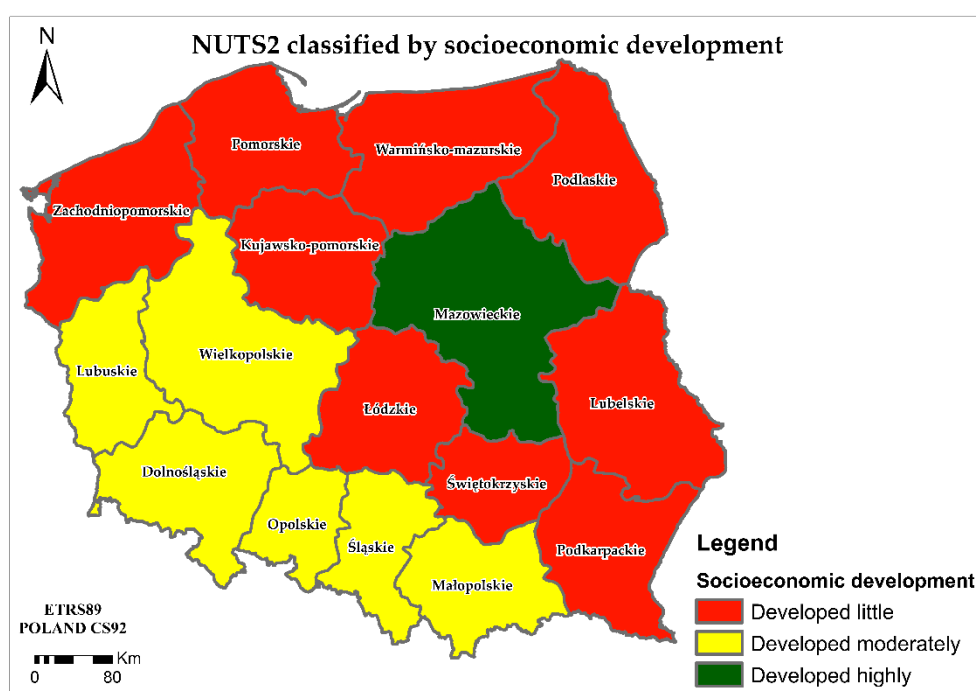 N
NUTS2 classified by socioeconomic development
Pomorskie
Warmińsko-mazurskie
Podlaskie
Zachodniopomorskie
Kujawsko-pomorskie
Mazowieckie
Wielkopolskie
Lubuskie
Łódzkie
Lubelskie
Dolnośląskie
Świętokrzyskie
Opolskie
Śląskie
Podkarpackie
Małopolskie
Legend
Socioeconomic development
Developed little
Developed moderately
Developed highly
ETRS89
POLAND CS92
Km
0 80